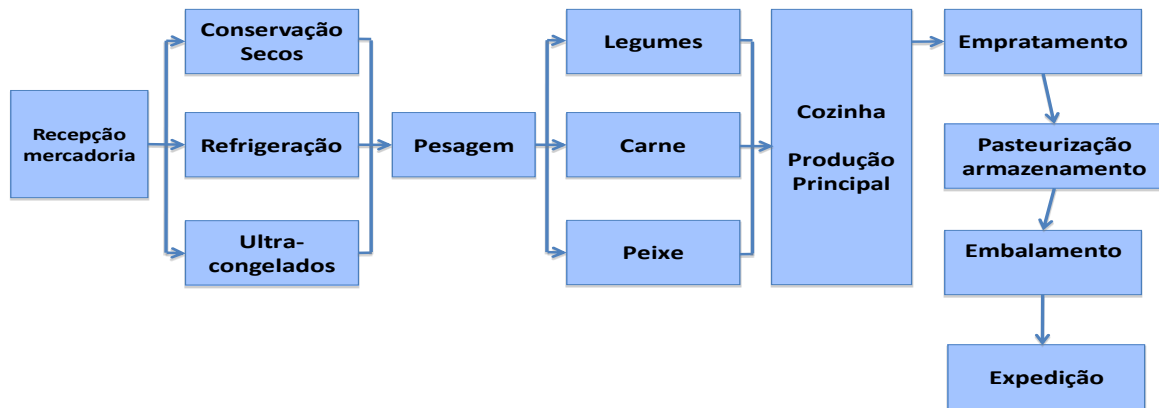 Recepção
mercadoria
Conservação
Secos
Refrigeração
Ultra-
congelados
Pesagem
Legumes
Carne
Peixe
Cozinha
Produção
Principal
Empratamento
Pasteurização
armazenamento
Embalamento
Expedição